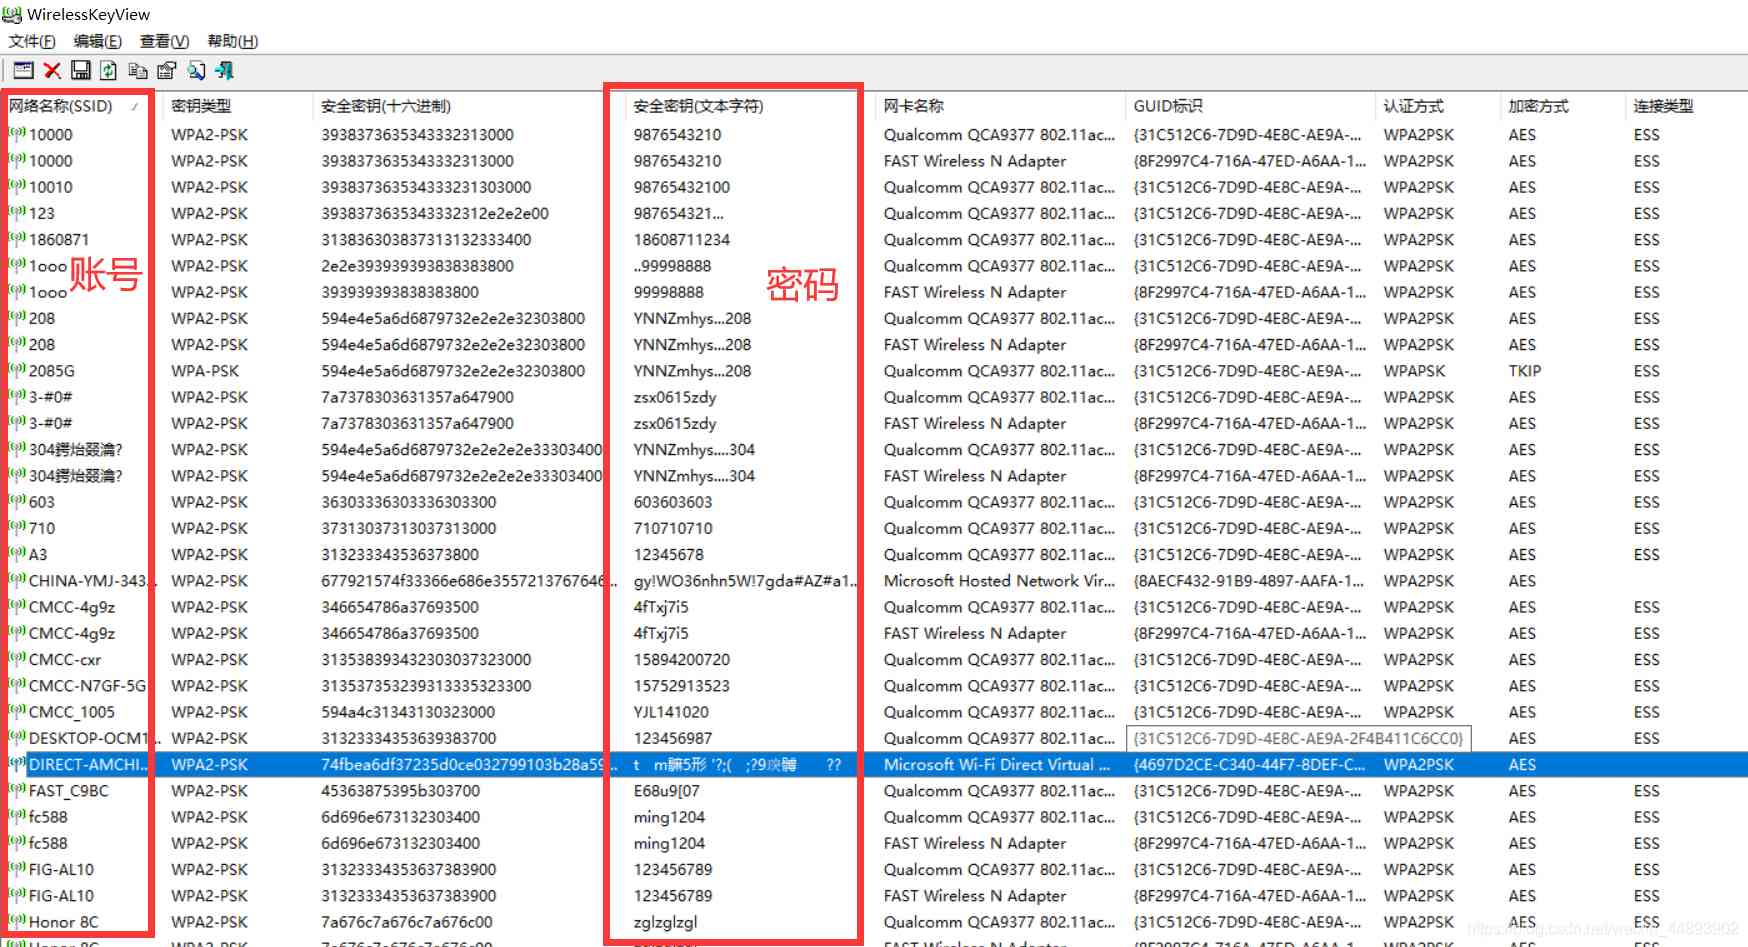 WirelessKeyView
文件(F) 编辑(E) 查看(V) 帮助(H)
网络名称(SSID) 密钥类型 安全密钥(十六进制) 安全密钥(文本字符) 网卡名称 GUID标识 认证方式 加密方式 连接类型
10000 WPA2-PSK 3938373635343332313000 9876543210 Qualcomm QCA9377 802.11ac... {31C512C6-7D9D-4E8C-AE9A-... WPA2PSK AES ESS
10000 WPA2-PSK 3938373635343332313000 9876543210 FAST Wireless N Adapter {8F2997C4-716A-47ED-A6AA-1... WPA2PSK AES ESS
10010 WPA2-PSK 393837363534333231303000 98765432100 Qualcomm QCA9377 802.11ac... {31C512C6-7D9D-4E8C-AE9A-... WPA2PSK AES ESS
123 WPA2-PSK 3938373635343332312e2e2e00 987654321... Qualcomm QCA9377 802.11ac... {31C512C6-7D9D-4E8C-AE9A-... WPA2PSK AES ESS
1860871 WPA2-PSK 313836303837313132333400 18608711234 Qualcomm QCA9377 802.11ac... {31C512C6-7D9D-4E8C-AE9A-... WPA2PSK AES ESS
1ooo WPA2-PSK 2e2e393939393838383800 ..99998888 Qualcomm QCA9377 802.11ac... {31C512C6-7D9D-4E8C-AE9A-... WPA2PSK AES ESS
账号 密码
1ooo WPA2-PSK 393939393838383800 99998888 FAST Wireless N Adapter {8F2997C4-716A-47ED-A6AA-1... WPA2PSK AES ESS
208 WPA2-PSK 594e4e5a6d6879732e2e2e32303800 YNNZmhys...208 Qualcomm QCA9377 802.11ac... {31C512C6-7D9D-4E8C-AE9A-... WPA2PSK AES ESS
208 WPA2-PSK 594e4e5a6d6879732e2e2e32303800 YNNZmhys...208 FAST Wireless N Adapter {8F2997C4-716A-47ED-A6AA-1... WPA2PSK AES ESS
2085G WPA-PSK 594e4e5a6d6879732e2e2e32303800 YNNZmhys...208 Qualcomm QCA9377 802.11ac... {31C512C6-7D9D-4E8C-AE9A-... WPAPSK TKIP ESS
3-#0# WPA2-PSK 7a7378303631357a647900 zsx0615zdy Qualcomm QCA9377 802.11ac... {31C512C6-7D9D-4E8C-AE9A-... WPA2PSK AES ESS
3-#0# WPA2-PSK 7a7378303631357a647900 zsx0615zdy FAST Wireless N Adapter {8F2997C4-716A-47ED-A6AA-1... WPA2PSK AES ESS
WPA2-PSK 594e4e5a6d6879732e2e2e2e33303400 YNNZmhys....304 Qualcomm QCA9377 802.11ac... {31C512C6-7D9D-4E8C-AE9A-... WPA2PSK AES ESS
WPA2-PSK 594e4e5a6d6879732e2e2e2e33303400 YNNZmhys....304 FAST Wireless N Adapter {8F2997C4-716A-47ED-A6AA-1... WPA2PSK AES ESS
603 WPA2-PSK 36303336303336303300 603603603 Qualcomm QCA9377 802.11ac... {31C512C6-7D9D-4E8C-AE9A-... WPA2PSK AES ESS
710 WPA2-PSK 37313037313037313000 710710710 Qualcomm QCA9377 802.11ac... {31C512C6-7D9D-4E8C-AE9A-... WPA2PSK AES ESS
A3 WPA2-PSK 313233343536373800 12345678 Qualcomm QCA9377 802.11ac... {31C512C6-7D9D-4E8C-AE9A-... WPA2PSK AES ESS
CHINA-YMJ-343... WPA2-PSK 677921574f33366e686e3557213767646... gy!WO36nhn5W!7gda#AZ#a1... Microsoft Hosted Network Vir... {8AECF432-91B9-4897-AAFA-1... WPA2PSK AES
CMCC-4g9z WPA2-PSK 346654786a37693500 4fTxj7i5 Qualcomm QCA9377 802.11ac... {31C512C6-7D9D-4E8C-AE9A-... WPA2PSK AES ESS
CMCC-4g9z WPA2-PSK 346654786a37693500 4fTxj7i5 FAST Wireless N Adapter {8F2997C4-716A-47ED-A6AA-1... WPA2PSK AES ESS
CMCC-cxr WPA2-PSK 313538393432303037323000 15894200720 Qualcomm QCA9377 802.11ac... {31C512C6-7D9D-4E8C-AE9A-... WPA2PSK AES ESS
CMCC-N7GF-5G WPA2-PSK 313537353239313335323300 15752913523 Qualcomm QCA9377 802.11ac... {31C512C6-7D9D-4E8C-AE9A-... WPA2PSK AES ESS
CMCC_1005 WPA2-PSK 594a4c31343130323000 YJL141020 Qualcomm QCA9377 802.11ac... {31C512C6-7D9D-4E8C-AE9A-... WPA2PSK AES ESS
DESKTOP-OCM1... WPA2-PSK 31323334353639383700 123456987 Qualcomm QCA9377 802.11ac... {31C512C6-7D9D-4E8C-AE9A-2F4B411C6CC0} AES ESS
DIRECT-AMCHI... WPA2-PSK 74fbea6df37235d0ce032799103b28a59... Microsoft Wi-Fi Direct Virtual ... {4697D2CE-C340-44F7-8DEF-C... WPA2PSK AES
FAST_C9BC WPA2-PSK 45363875395b303700 E68u9[07 Qualcomm QCA9377 802.11ac... {31C512C6-7D9D-4E8C-AE9A-... WPA2PSK AES ESS
fc588 WPA2-PSK 6d696e673132303400 ming1204 Qualcomm QCA9377 802.11ac... {31C512C6-7D9D-4E8C-AE9A-... WPA2PSK AES ESS
fc588 WPA2-PSK 6d696e673132303400 ming1204 FAST Wireless N Adapter {8F2997C4-716A-47ED-A6AA-1... WPA2PSK AES ESS
FIG-AL10 WPA2-PSK 31323334353637383900 123456789 Qualcomm QCA9377 802.11ac... {31C512C6-7D9D-4E8C-AE9A-... WPA2PSK AES ESS
FIG-AL10 WPA2-PSK 31323334353637383900 123456789 FAST Wireless N Adapter {8F2997C4-716A-47ED-A6AA-1... WPA2PSK AES ESS
Honor 8C WPA2-PSK 7a676c7a676c7a676c00 zglzglzgl Qualcomm QCA9377 802.11ac... {31C512C6-7D9D-4E8C-AE9A-... WPA2PSK AES ESS